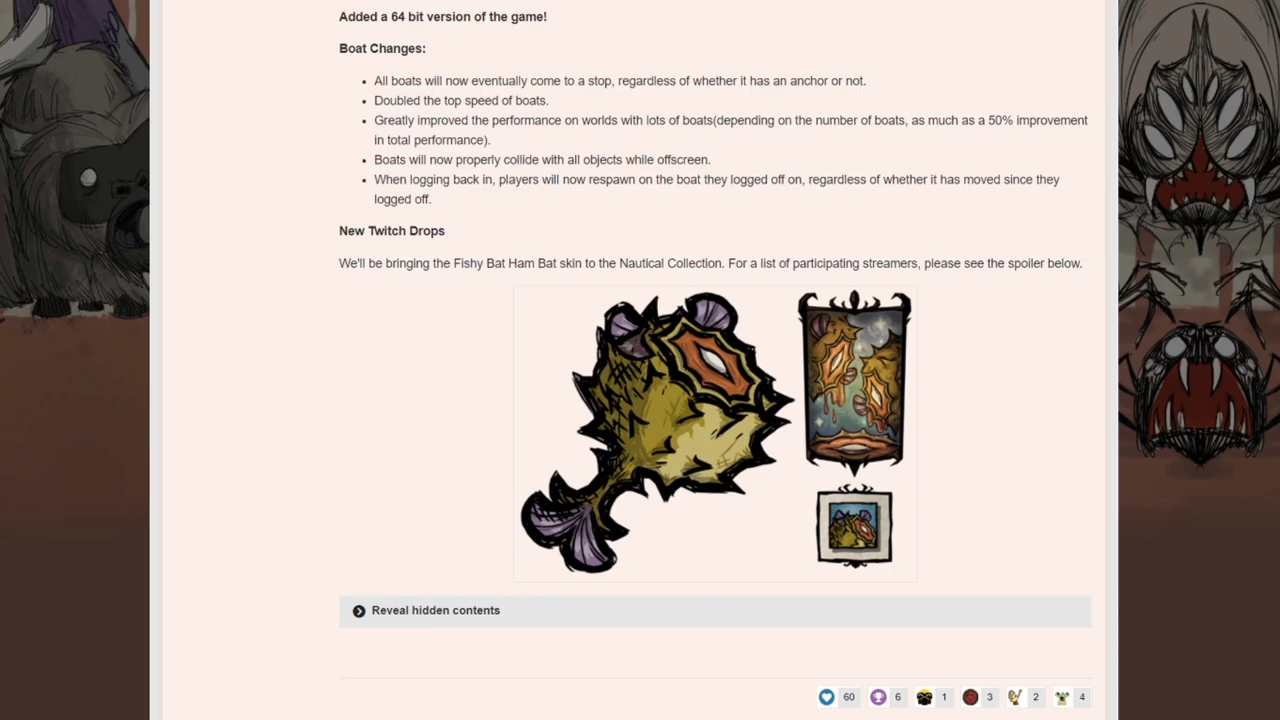 Added a 64 bit version of the game!
Boat Changes:
All boats will now eventually come to a stop, regardless of whether it has an anchor or not.
Doubled the top speed of boats.
Greatly improved the performance on worlds with lots of boats(depending on the number of boats, as much as a 50% improvement
in total performance).
Boats will now properly collide with all objects while offscreen.
When logging back in, players will now respawn on the boat they logged off on, regardless of whether it has moved since they
logged off.
New Twitch Drops
We'll be bringing the Fishy Bat Ham Bat skin to the Nautical Collection. For a list of participating streamers, please see the spoiler below.
Reveal hidden contents
60 6 1 3 2 4